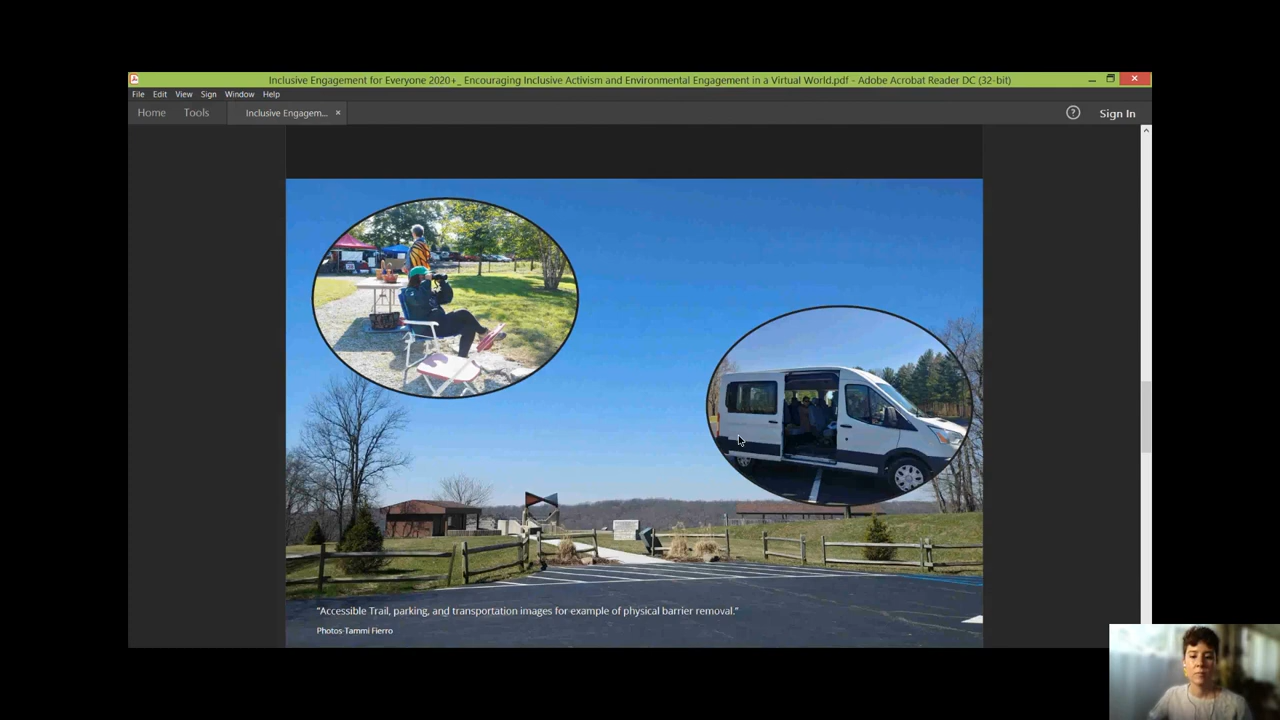 Inclusive Engagement for Everyone 2020+_ Encouraging Inclusive Activism and Environmental Engagement in a Virtual World.pdf - Adobe Acrobat Reader DC (32-bit)
File Edit View Sign Window Help
Home Tools Inclusive Engagem... × Sign In
“Accessible Trail, parking, and transportation images for example of physical barrier removal.”
Photos-Tammi Fierro